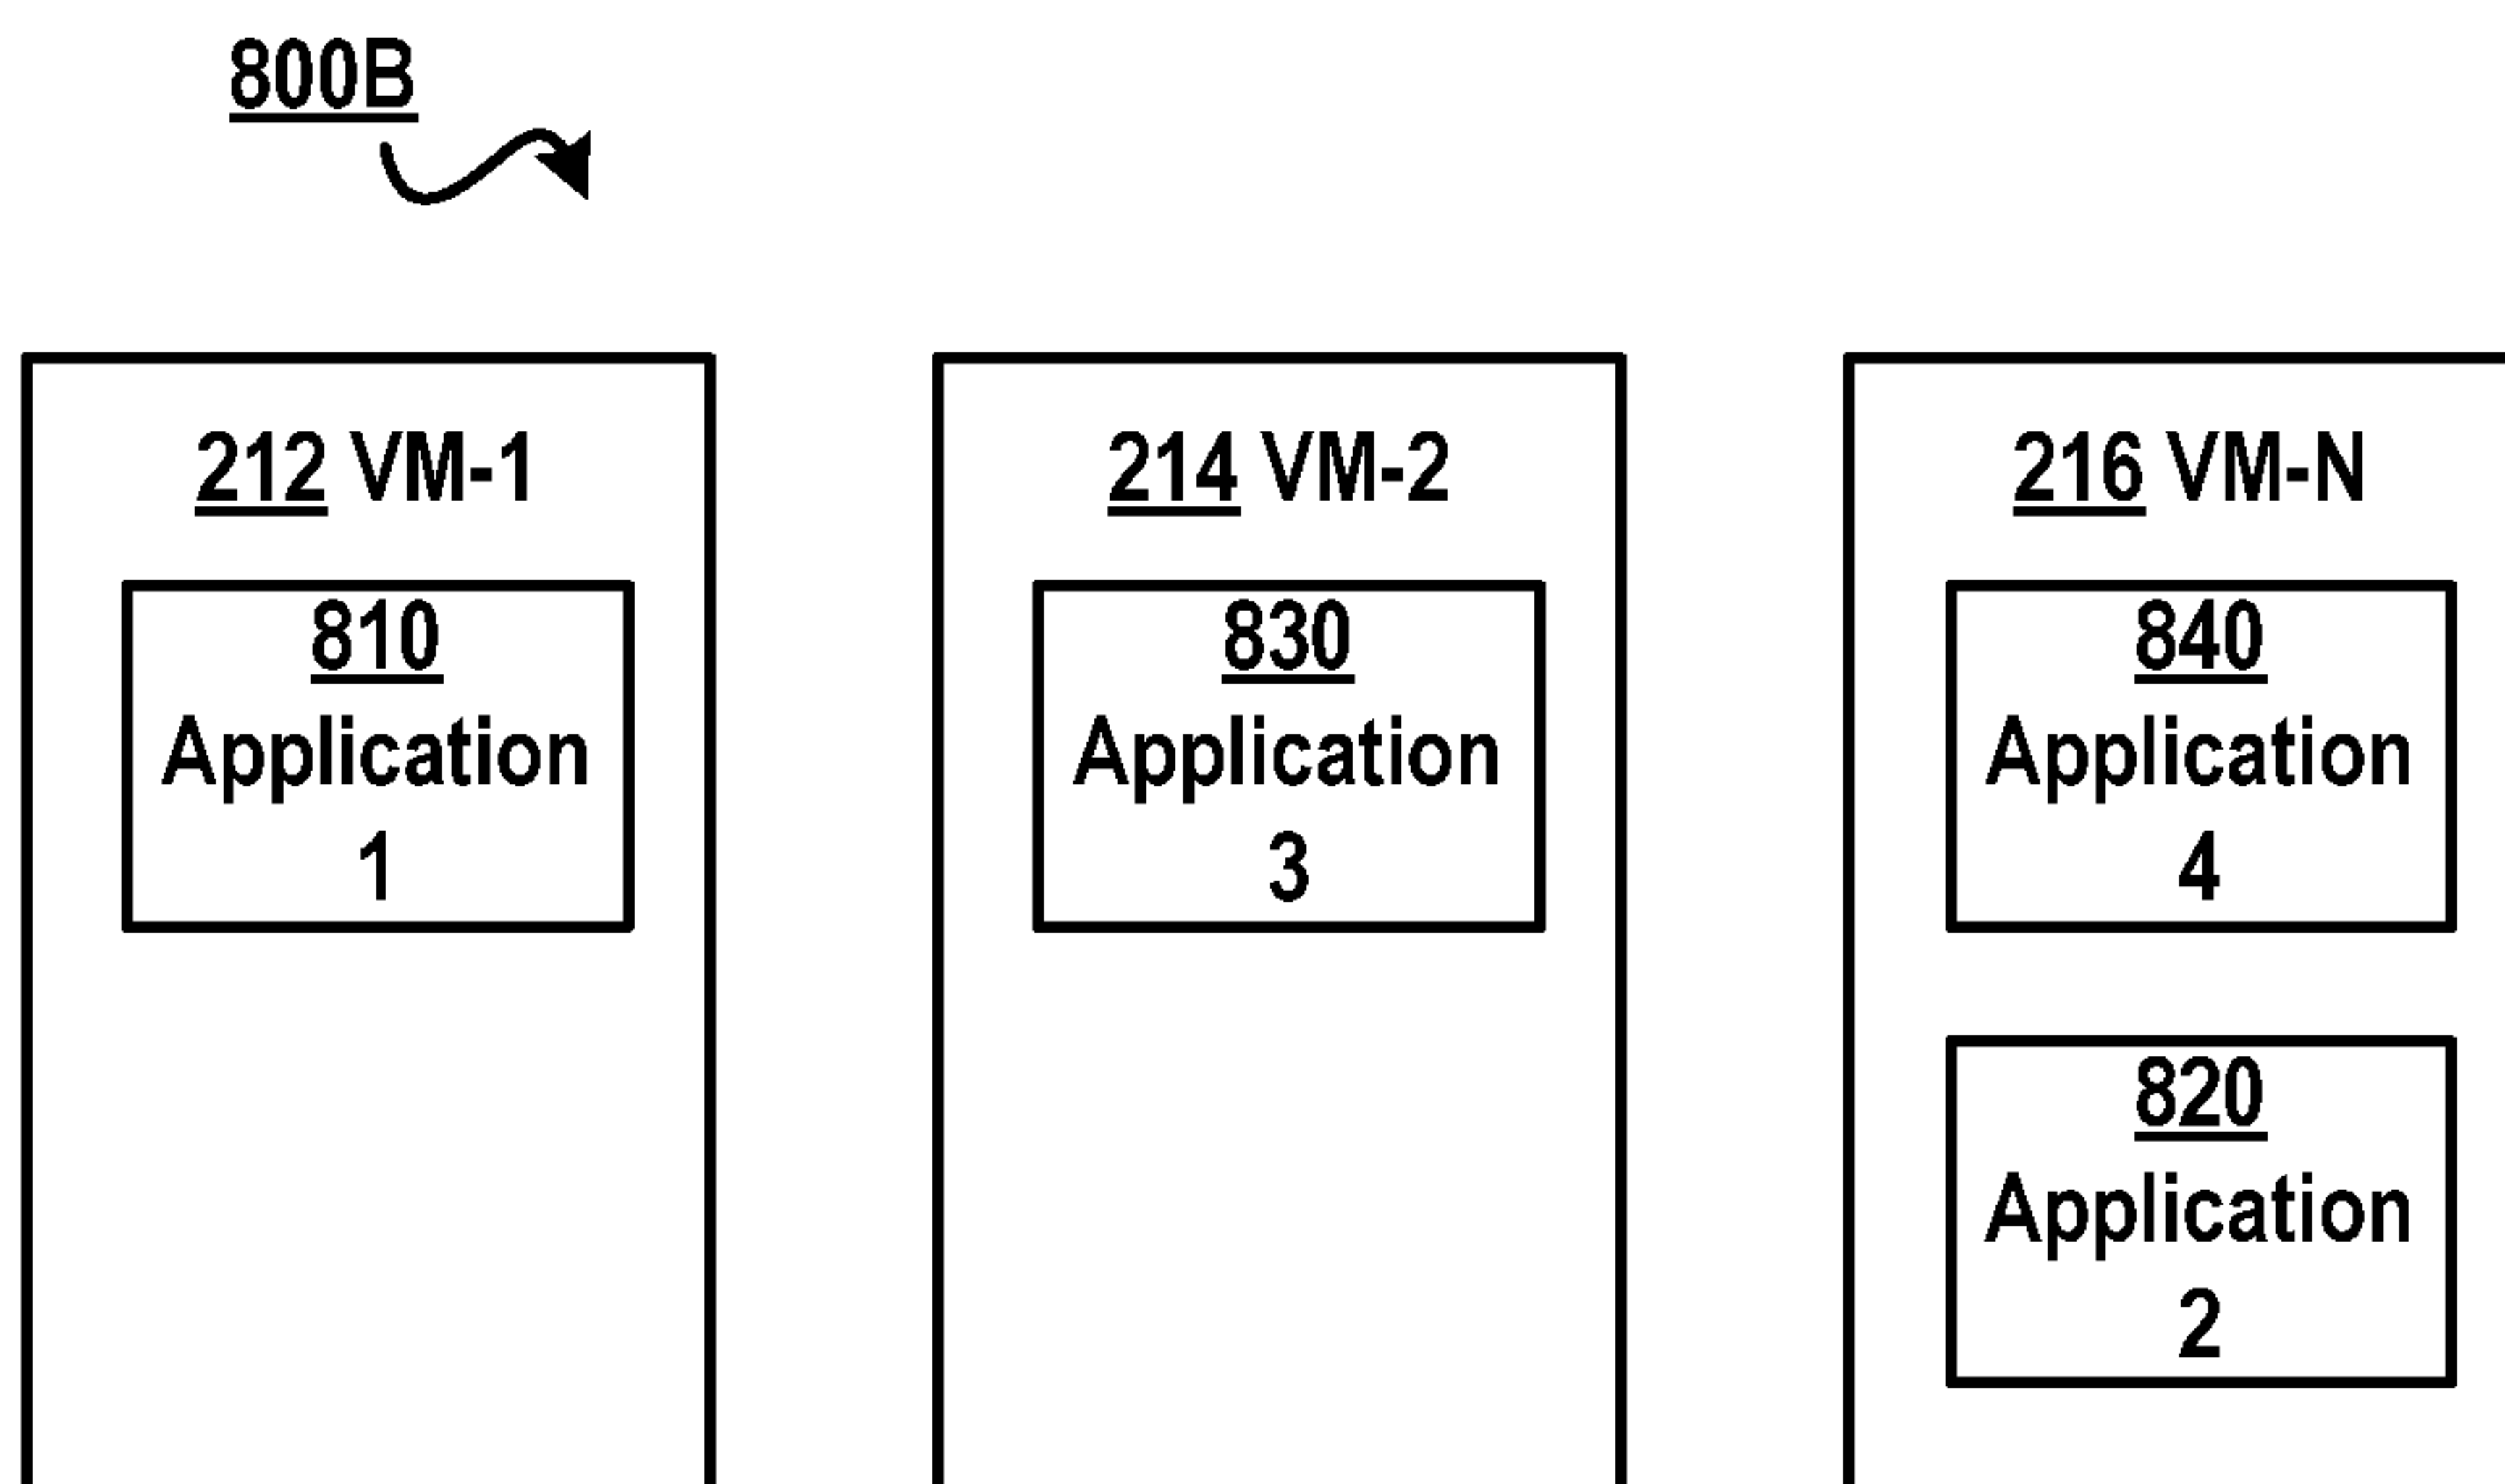 800B
212 VM-1
810
Application
1
214 VM-2
830
Application
3
216 VM-N
840
Application
4
820
Application
2